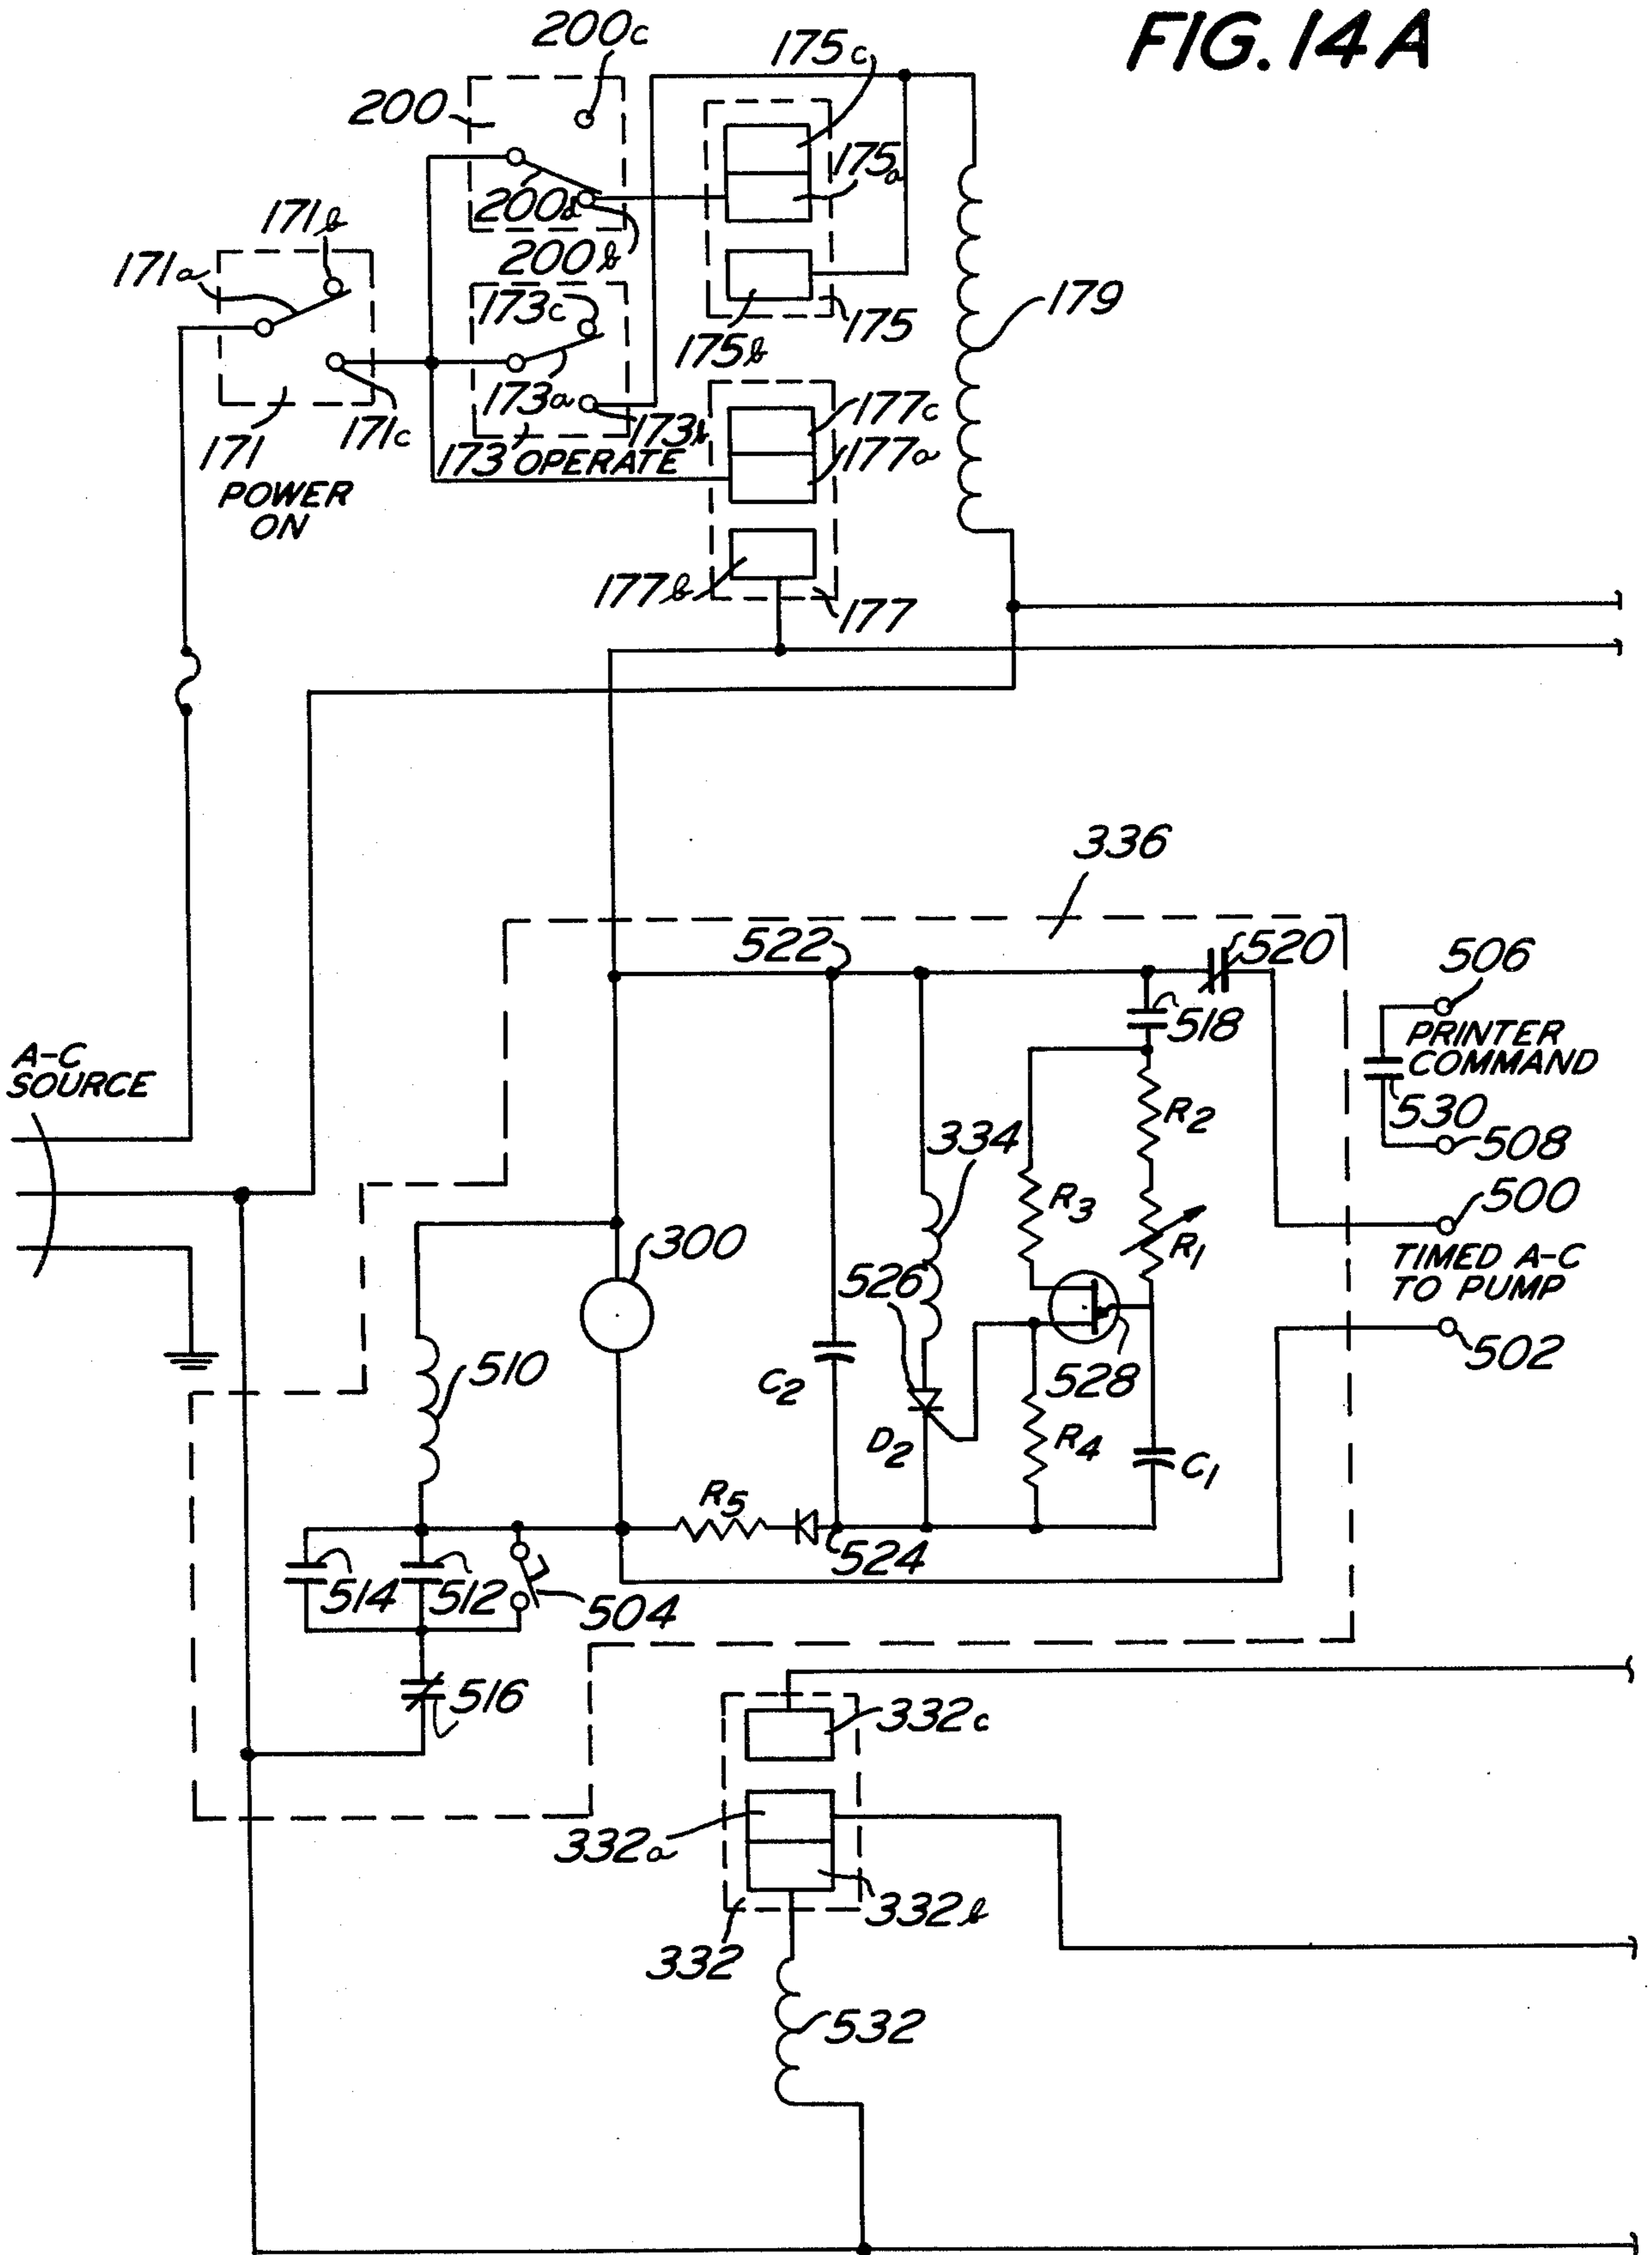 FIG. 14A
200c
175c
200
175a
200d
171b
200b
171a
173c
179
175
175b
173a
177c
173b
171c
177a
171
173 OPERATE
POWER
ON
177b
177
336
522
520
506
518
PRINTER
COMMAND
A-C
SOURCE
530
R2
334
508
R3
500
300
R1
526
TIMED A-C
TO PUMP
510
C2
528
502
D2
R4
C1
R5
524
514
512
504
516
332c
332a
332b
332
532